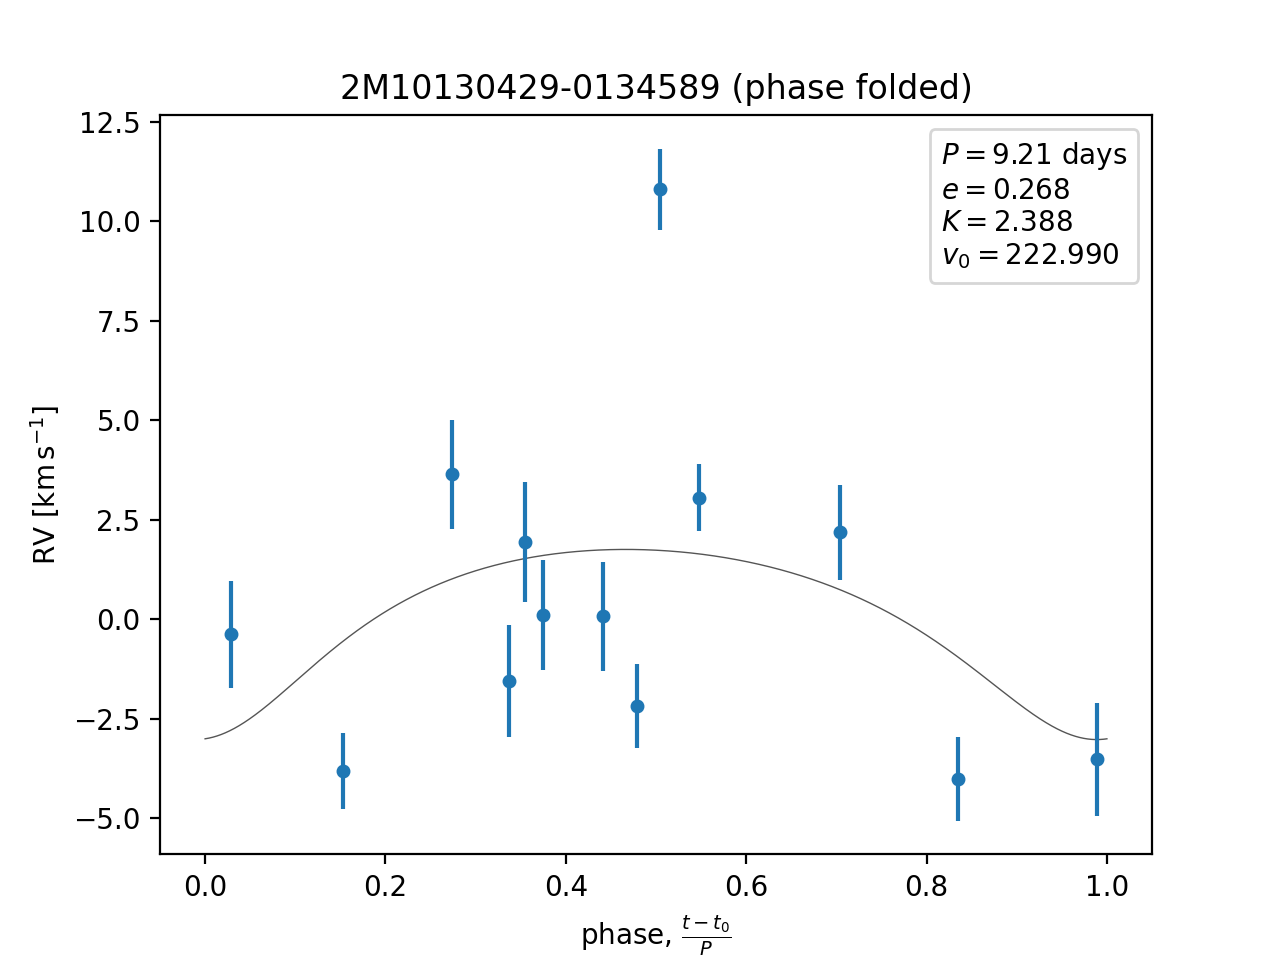 2M10130429-0134589 (phase folded)
P = 9.21 days
e = 0.268
K = 2.388
v₀ = 222.990
12.5
10.0
7.5
5.0
2.5
0.0
−2.5
−5.0
RV [km s⁻¹]
0.0 0.2 0.4 0.6 0.8 1.0
phase, (t − t₀)/P